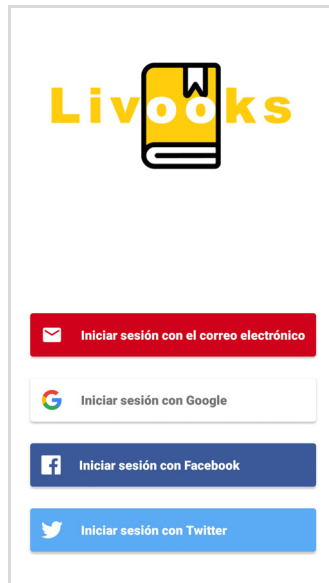 Livooks
Iniciar sesión con el correo electrónico
Iniciar sesión con Google
Iniciar sesión con Facebook
Iniciar sesión con Twitter